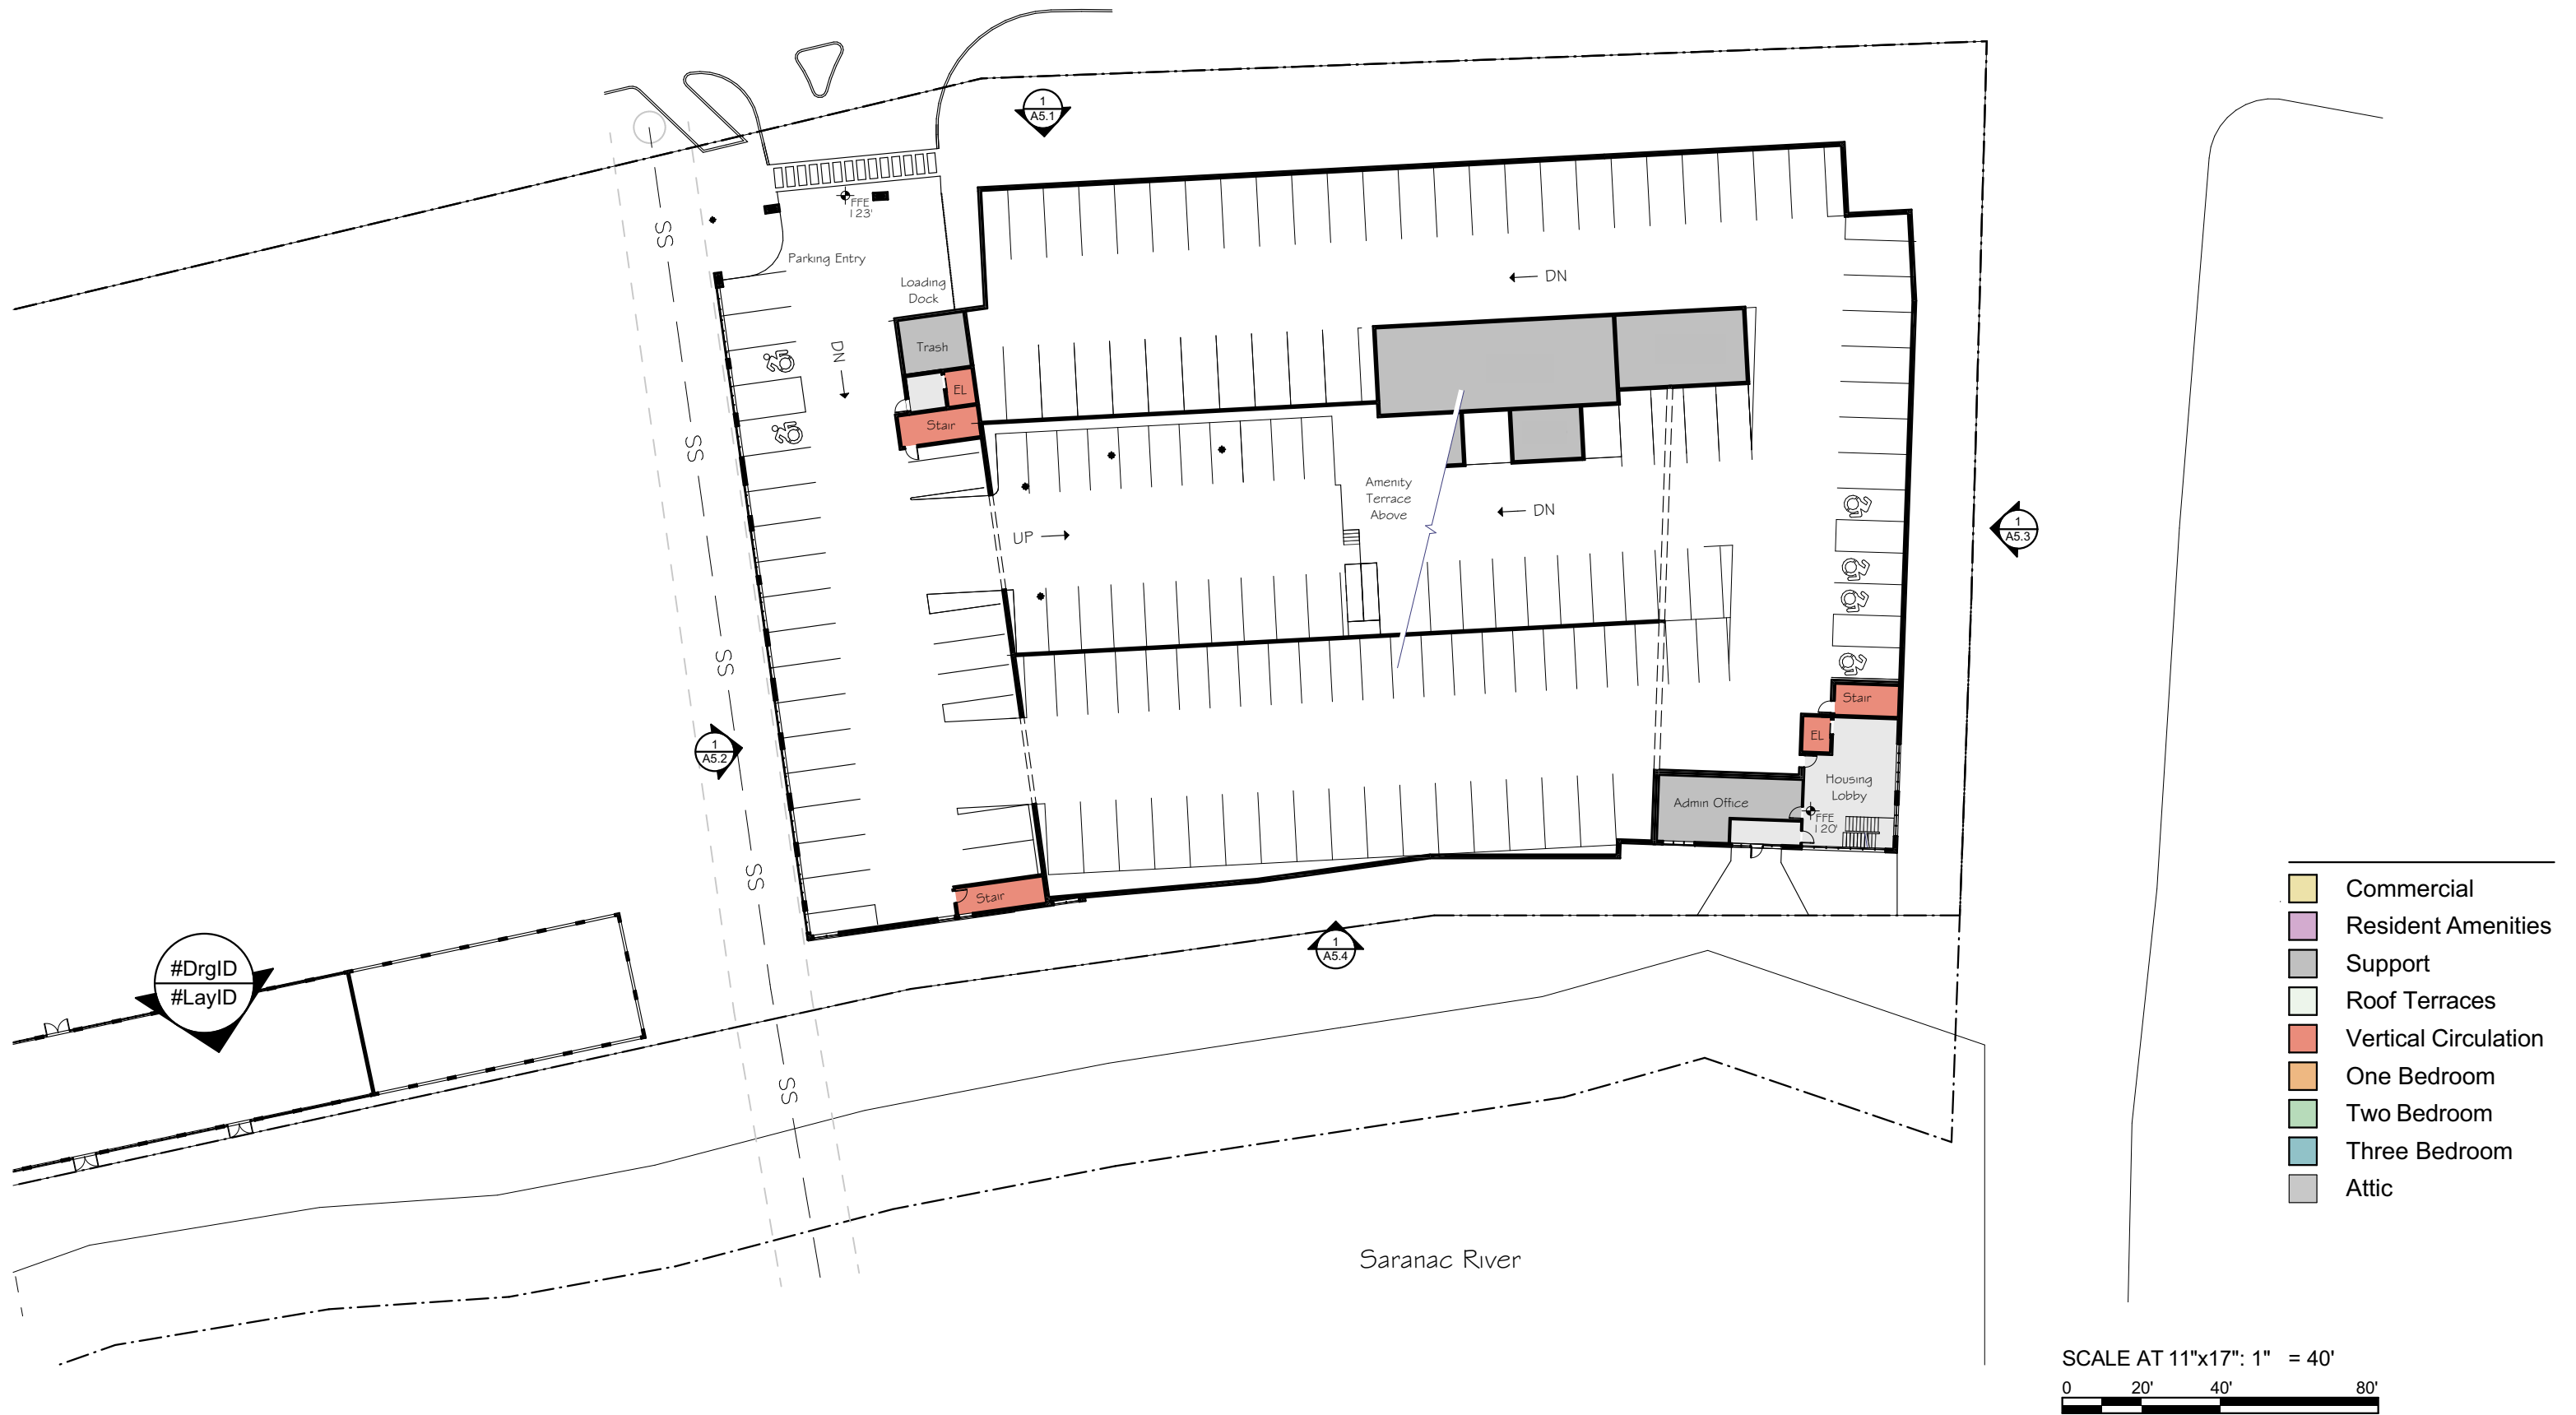 1
A5.1
FFE
123'
SS
Parking Entry
Loading
Dock
DN
Trash
DN
EL
Stair
SS
Amenity
Terrace
Above
DN
UP
1
A5.3
SS
Stair
EL
1
A5.2
Housing
Lobby
Admin Office
FFE
120'
SS
Stair
1
A5.4
#DrgID
#LayID
SS
Saranac River
Commercial
Resident Amenities
Support
Roof Terraces
Vertical Circulation
One Bedroom
Two Bedroom
Three Bedroom
Attic
SCALE AT 11"x17": 1" = 40'
0 20' 40' 80'